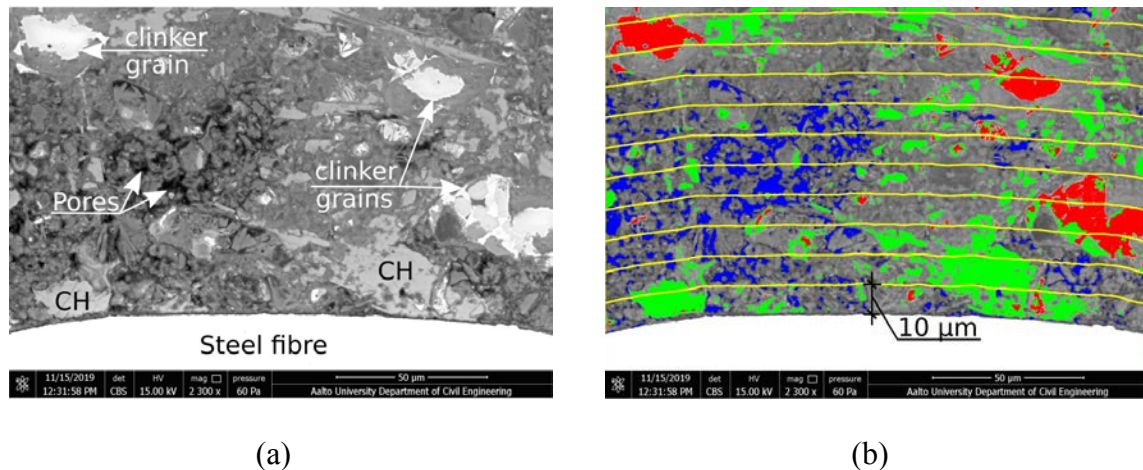 clinker
grain
clinker
grains
Pores
CH
CH
Steel fibre
11/15/2019 det HV mag pressure 50 µm
12:31:58 PM CBS 15.00 kV 2 300 x 60 Pa Aalto University Department of Civil Engineering
(a)
10 µm
11/15/2019 det HV mag pressure 50 µm
12:31:58 PM CBS 15.00 kV 2 300 x 60 Pa Aalto University Department of Civil Engineering
(b)